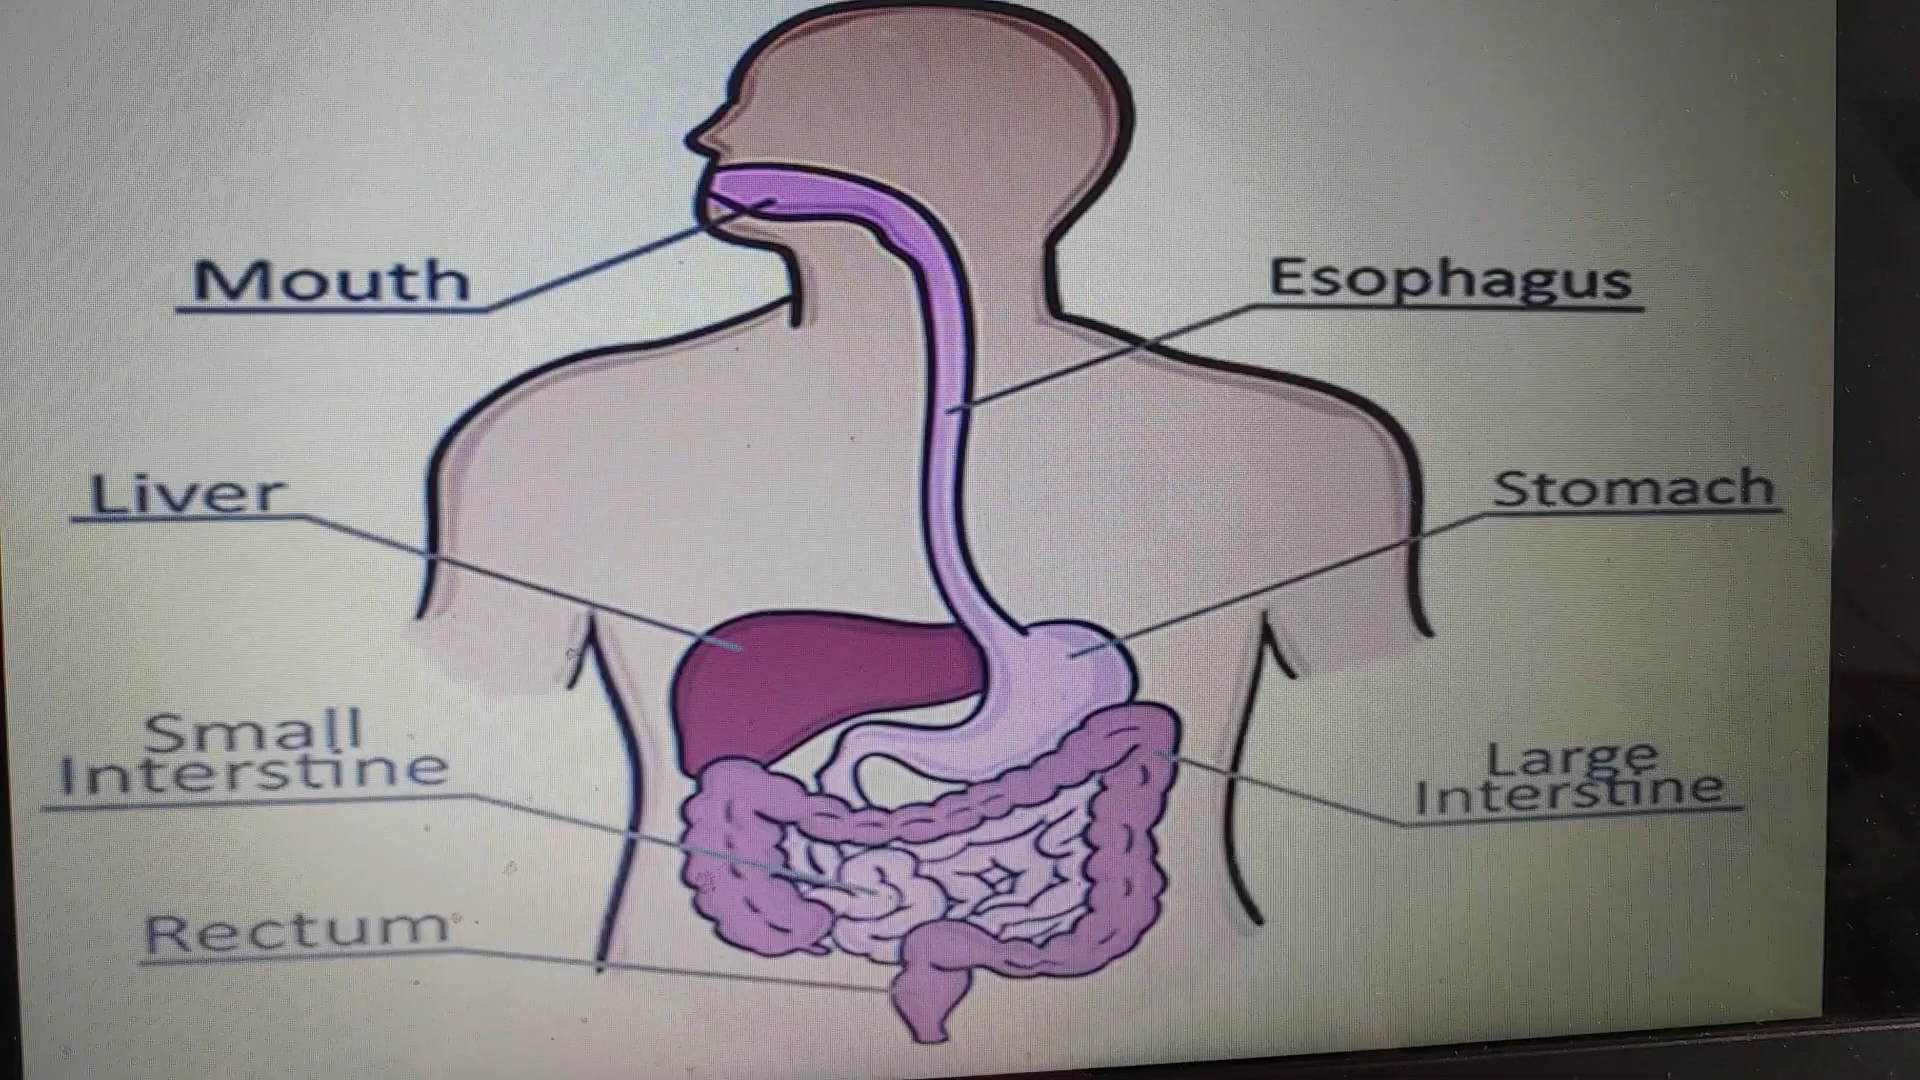 Mouth
Esophagus
Liver
Stomach
Small
Interstine
Large
Interstine
Rectum